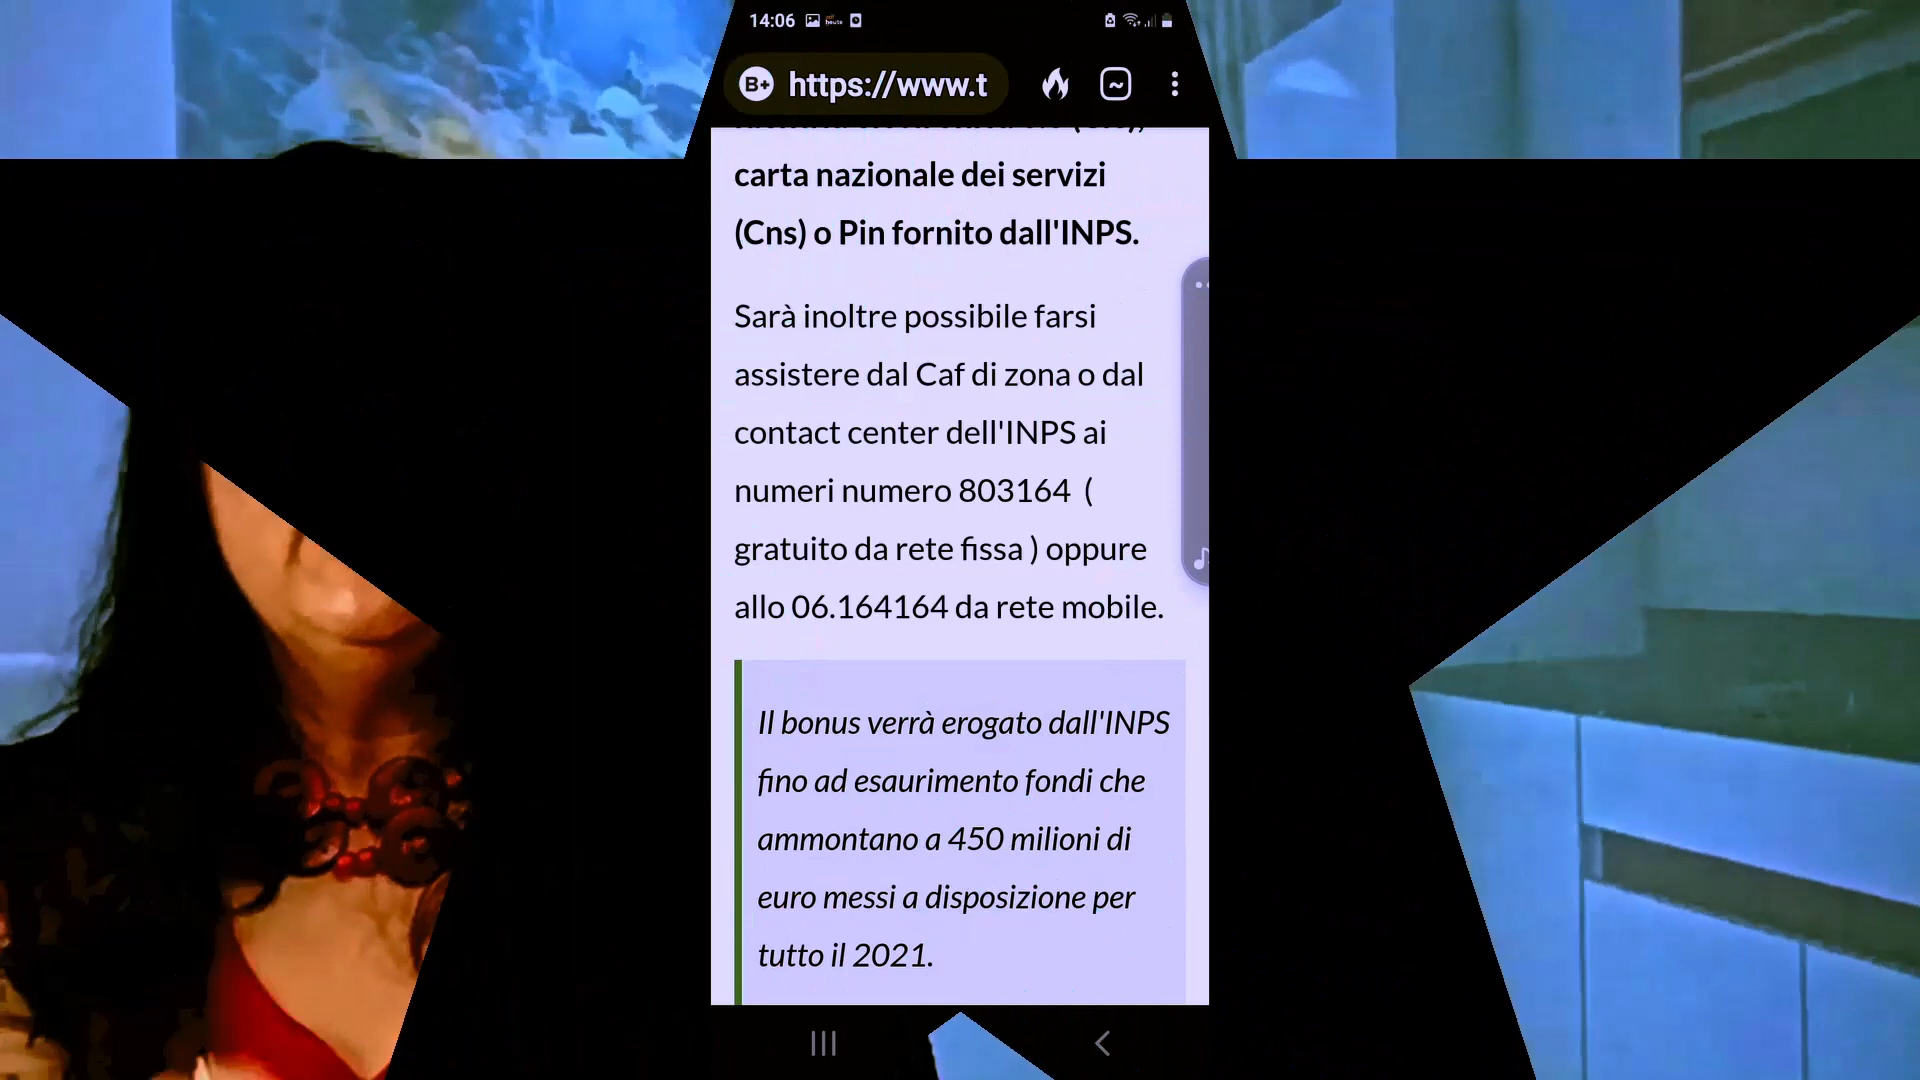 14:06
B+ https://www.t
carta nazionale dei servizi
(Cns) o Pin fornito dall'INPS.
Sarà inoltre possibile farsi
assistere dal Caf di zona o dal
contact center dell'INPS ai
numeri numero 803164 (
gratuito da rete fissa ) oppure
allo 06.164164 da rete mobile.
Il bonus verrà erogato dall'INPS
fino ad esaurimento fondi che
ammontano a 450 milioni di
euro messi a disposizione per
tutto il 2021.